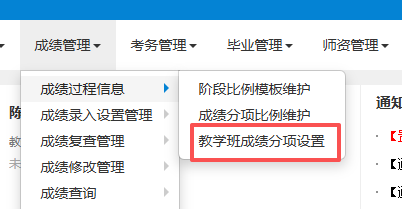 成绩管理 考务管理 毕业管理 师资管理
成绩过程信息
成绩录入设置管理
成绩复查管理
成绩修改管理
成绩查询
阶段比例模板维护
成绩分项比例维护
教学班成绩分项设置
陈
教
未
通知